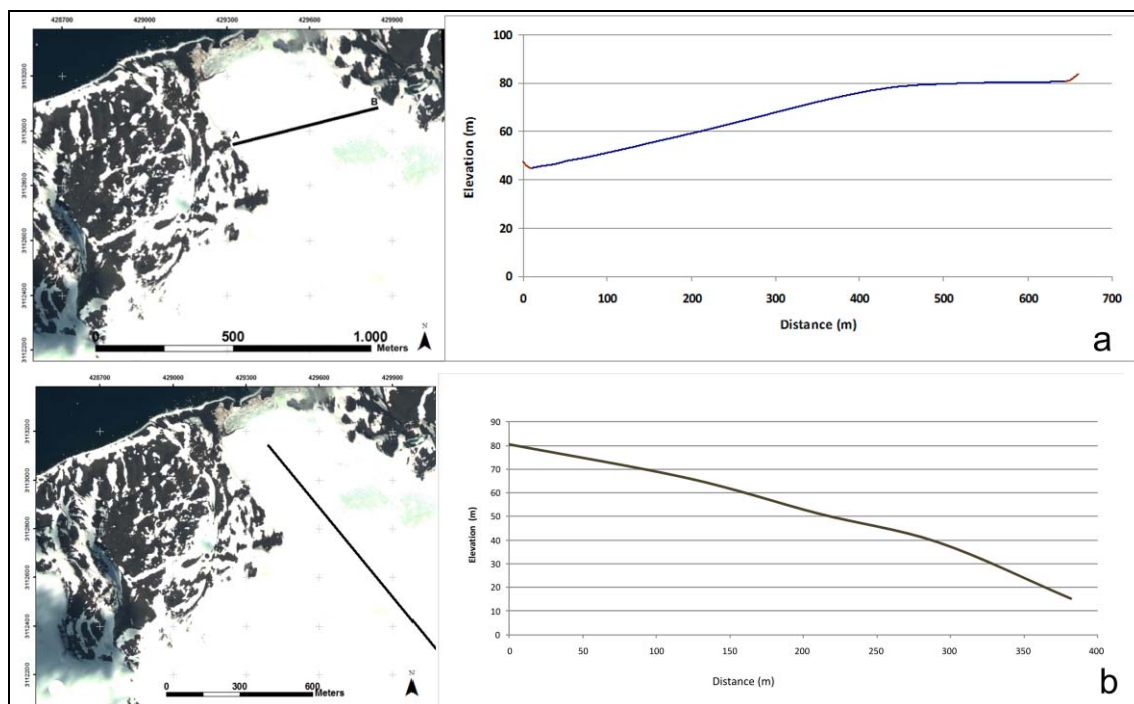 428700 429000 429300 429600 429900
3113200
3113000
3112800
3112600
3112400
3112200
A
B
0 500 1.000
Meters
N
Elevation (m)
100
80
60
40
20
0
0 100 200 300 400 500 600 700
Distance (m)
a
428700 429000 429300 429600 429900
3113200
3113000
3112800
3112600
3112400
3112200
0 300 600
Meters
N
Elevation (m)
90
80
70
60
50
40
30
20
10
0
0 50 100 150 200 250 300 350 400
Distance (m)
b